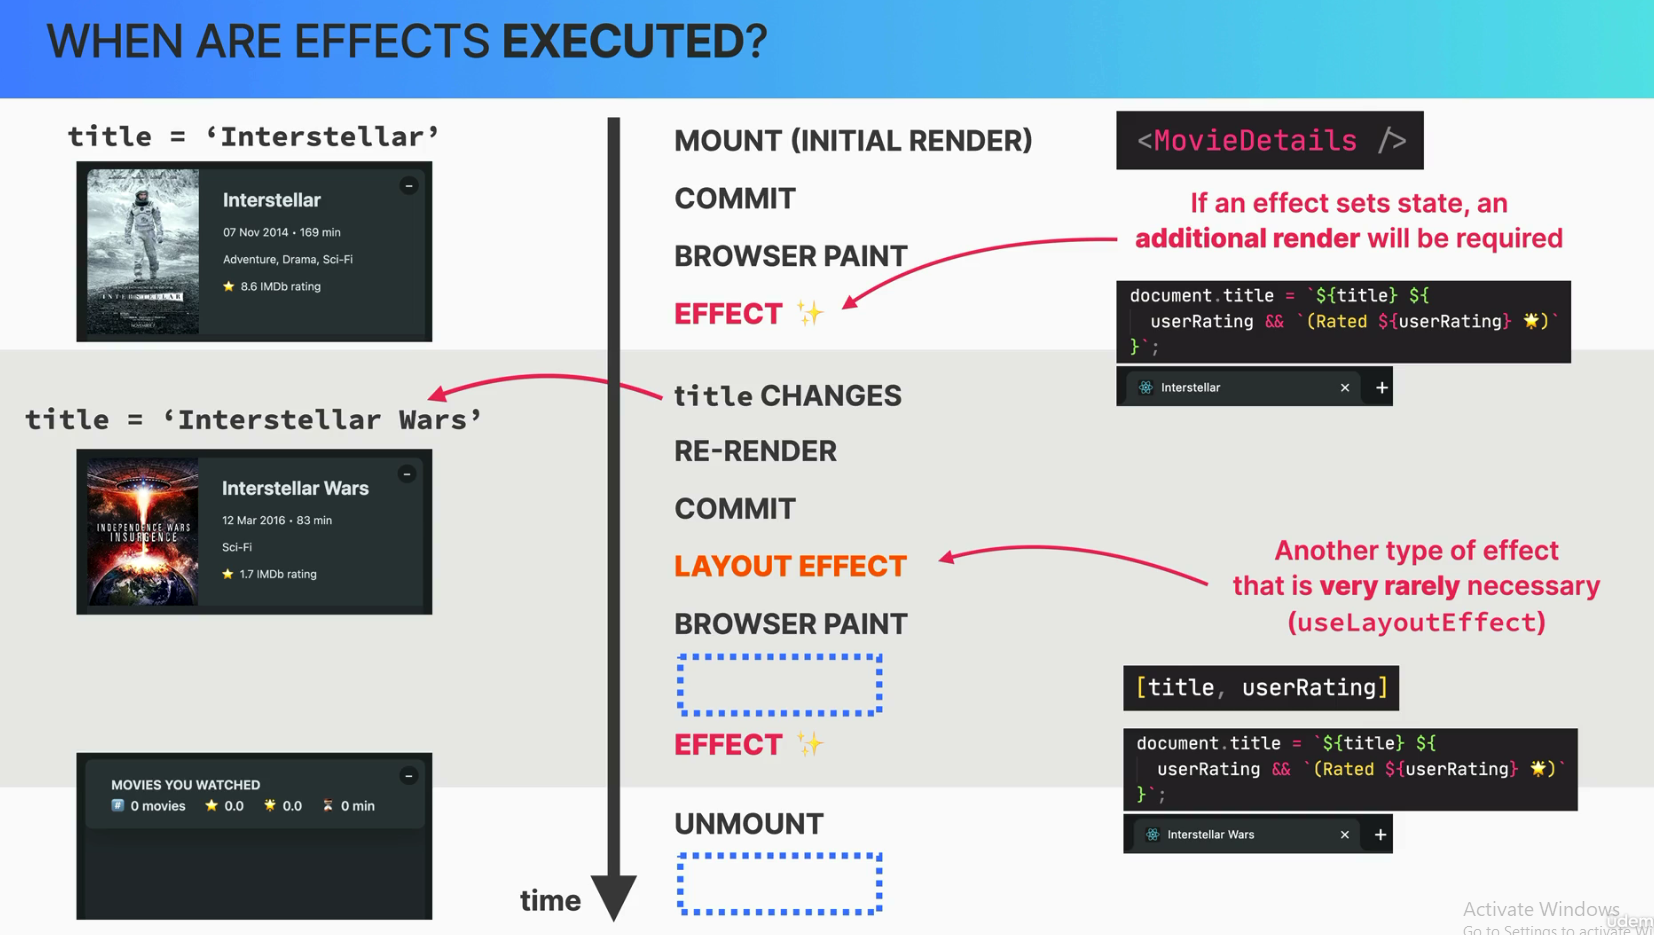 WHEN ARE EFFECTS EXECUTED?
title = ‘Interstellar’
Interstellar
07 Nov 2014 • 169 min
Adventure, Drama, Sci-Fi
⭐ 8.6 IMDb rating
INTERSTELLAR
MOUNT (INITIAL RENDER)
COMMIT
BROWSER PAINT
EFFECT ✨
<MovieDetails />
If an effect sets state, an
additional render will be required
document.title = `${title} ${
userRating && `(Rated ${userRating} 🌟)`
}`;
Interstellar × +
title = ‘Interstellar Wars’
INDEPENDENCE WARS
INSURGENCE
Interstellar Wars
12 Mar 2016 • 83 min
Sci-Fi
⭐ 1.7 IMDb rating
title CHANGES
RE-RENDER
COMMIT
LAYOUT EFFECT
BROWSER PAINT
EFFECT ✨
Another type of effect
that is very rarely necessary
(useLayoutEffect)
[title, userRating]
document.title = `${title} ${
userRating && `(Rated ${userRating} 🌟)`
}`;
Interstellar Wars × +
MOVIES YOU WATCHED
#️⃣ 0 movies ⭐ 0.0 🌟 0.0 ⏳ 0 min
UNMOUNT
time
Activate Windows
Go to Settings to activate Wi
udem